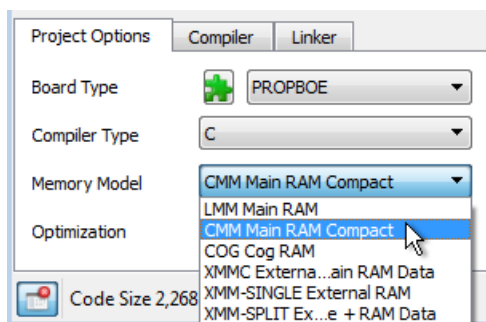 Project Options Compiler Linker
Board Type PROPBOE
Compiler Type C
Memory Model CMM Main RAM Compact
LMM Main RAM
Optimization CMM Main RAM Compact
COG Cog RAM
XMMC Externa...ain RAM Data
Code Size 2,268 XMM-SINGLE External RAM
XMM-SPLIT Ex...e + RAM Data